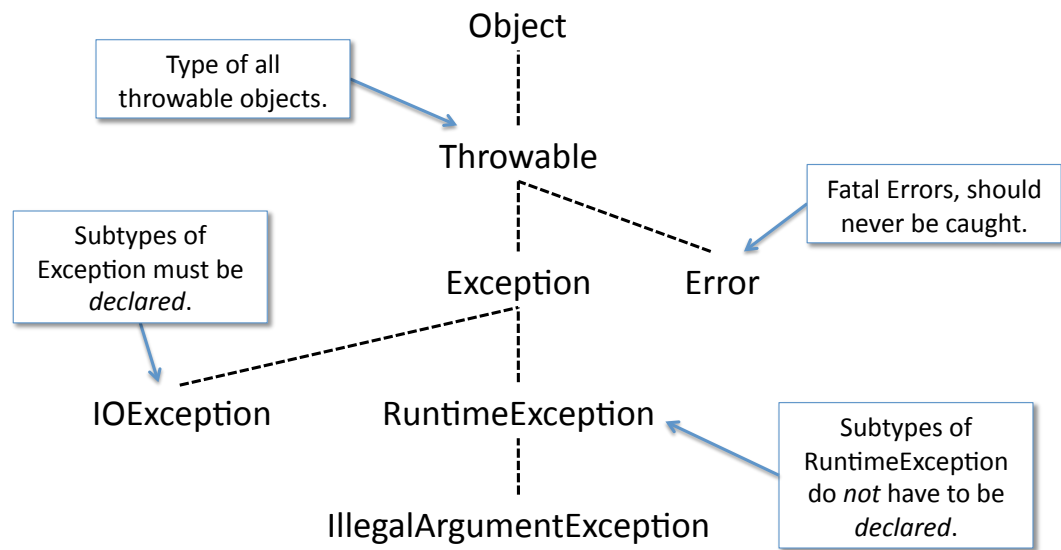 Object
Type of all
throwable objects.
Throwable
Fatal Errors, should
never be caught.
Subtypes of
Exception must be
declared.
Exception
Error
IOException
RuntimeException
Subtypes of
RuntimeException
do not have to be
declared.
IllegalArgumentException